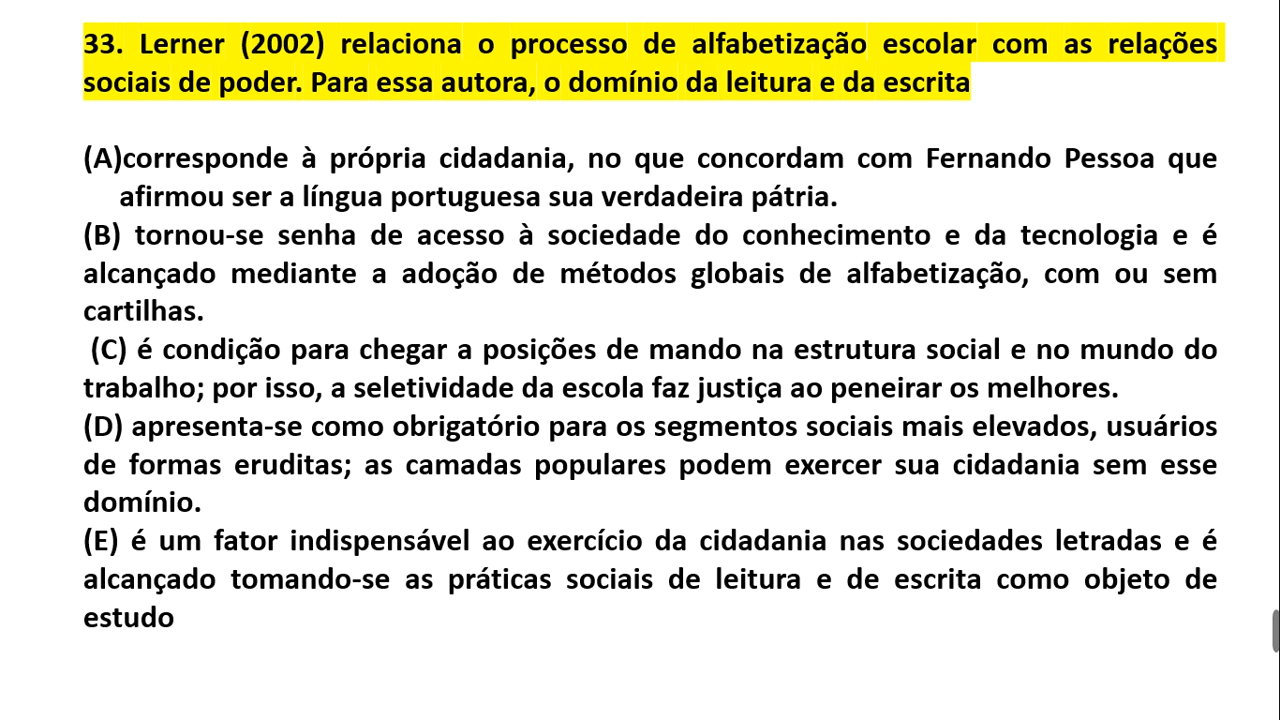 33. Lerner (2002) relaciona o processo de alfabetização escolar com as relações
sociais de poder. Para essa autora, o domínio da leitura e da escrita
(A)corresponde à própria cidadania, no que concordam com Fernando Pessoa que
afirmou ser a língua portuguesa sua verdadeira pátria.
(B) tornou-se senha de acesso à sociedade do conhecimento e da tecnologia e é
alcançado mediante a adoção de métodos globais de alfabetização, com ou sem
cartilhas.
(C) é condição para chegar a posições de mando na estrutura social e no mundo do
trabalho; por isso, a seletividade da escola faz justiça ao peneirar os melhores.
(D) apresenta-se como obrigatório para os segmentos sociais mais elevados, usuários
de formas eruditas; as camadas populares podem exercer sua cidadania sem esse
domínio.
(E) é um fator indispensável ao exercício da cidadania nas sociedades letradas e é
alcançado tomando-se as práticas sociais de leitura e de escrita como objeto de
estudo